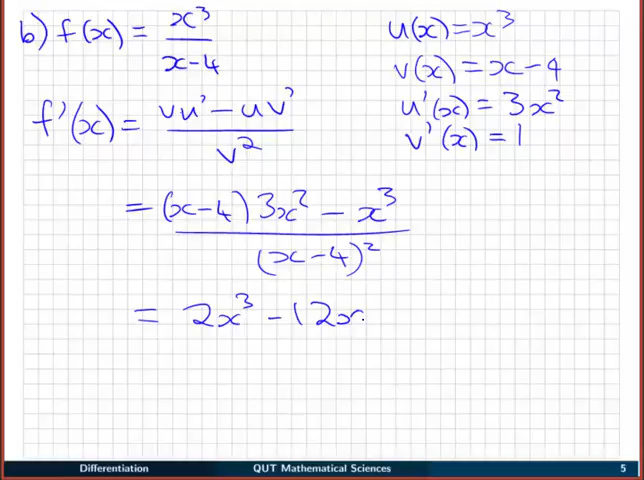 b) f(x) = x³/(x-4)
u(x) = x³
v(x) = x-4
u'(x) = 3x²
v'(x) = 1
f'(x) = (vu' - uv')/v²
= ((x-4)3x² - x³)/(x-4)²
= 2x³ - 12x
Differentiation QUT Mathematical Sciences 5